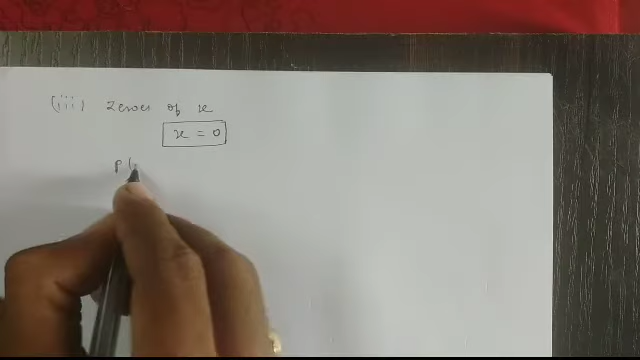 (iii) Zeroes of x
x = 0
P(